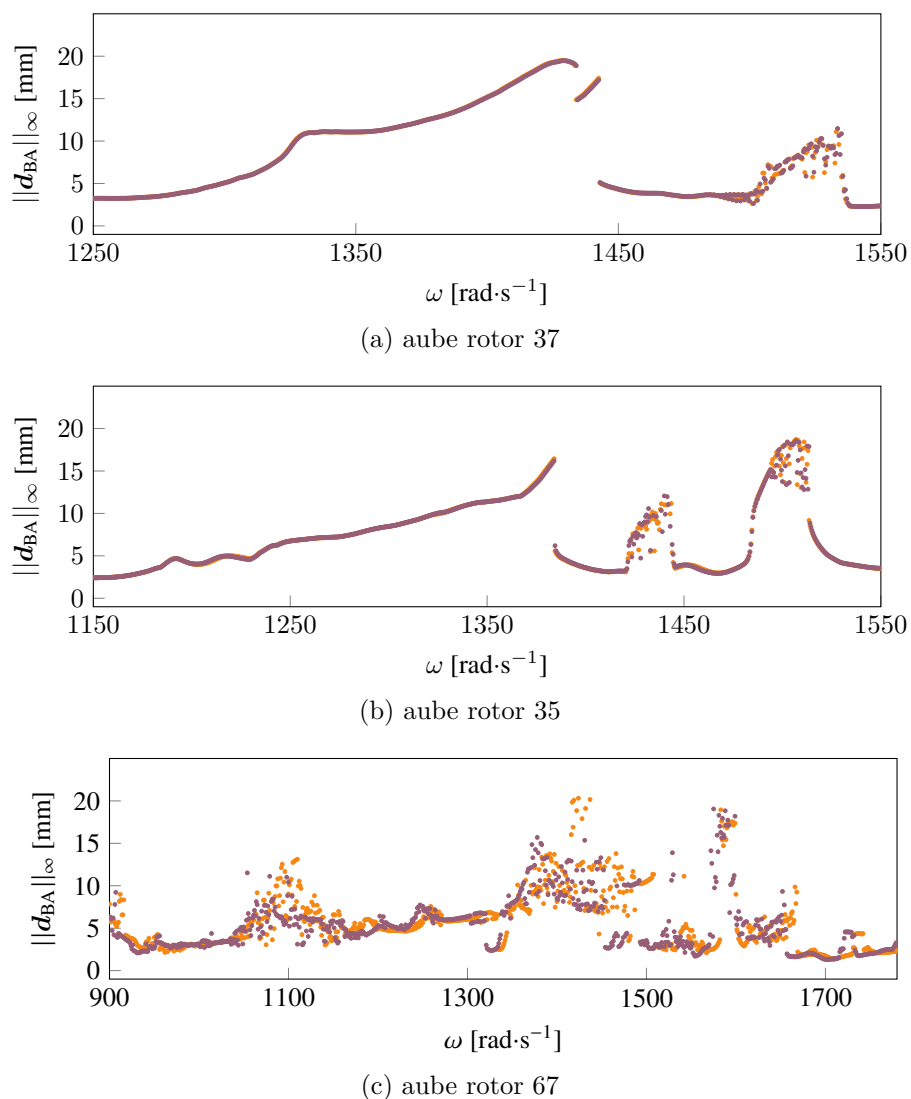 20
15
10
5
0
||d_BA||∞ [mm]
1250 1350 1450 1550
ω [rad·s⁻¹]
(a) aube rotor 37
20
15
10
5
0
||d_BA||∞ [mm]
1150 1250 1350 1450 1550
ω [rad·s⁻¹]
(b) aube rotor 35
20
15
10
5
0
||d_BA||∞ [mm]
900 1100 1300 1500 1700
ω [rad·s⁻¹]
(c) aube rotor 67